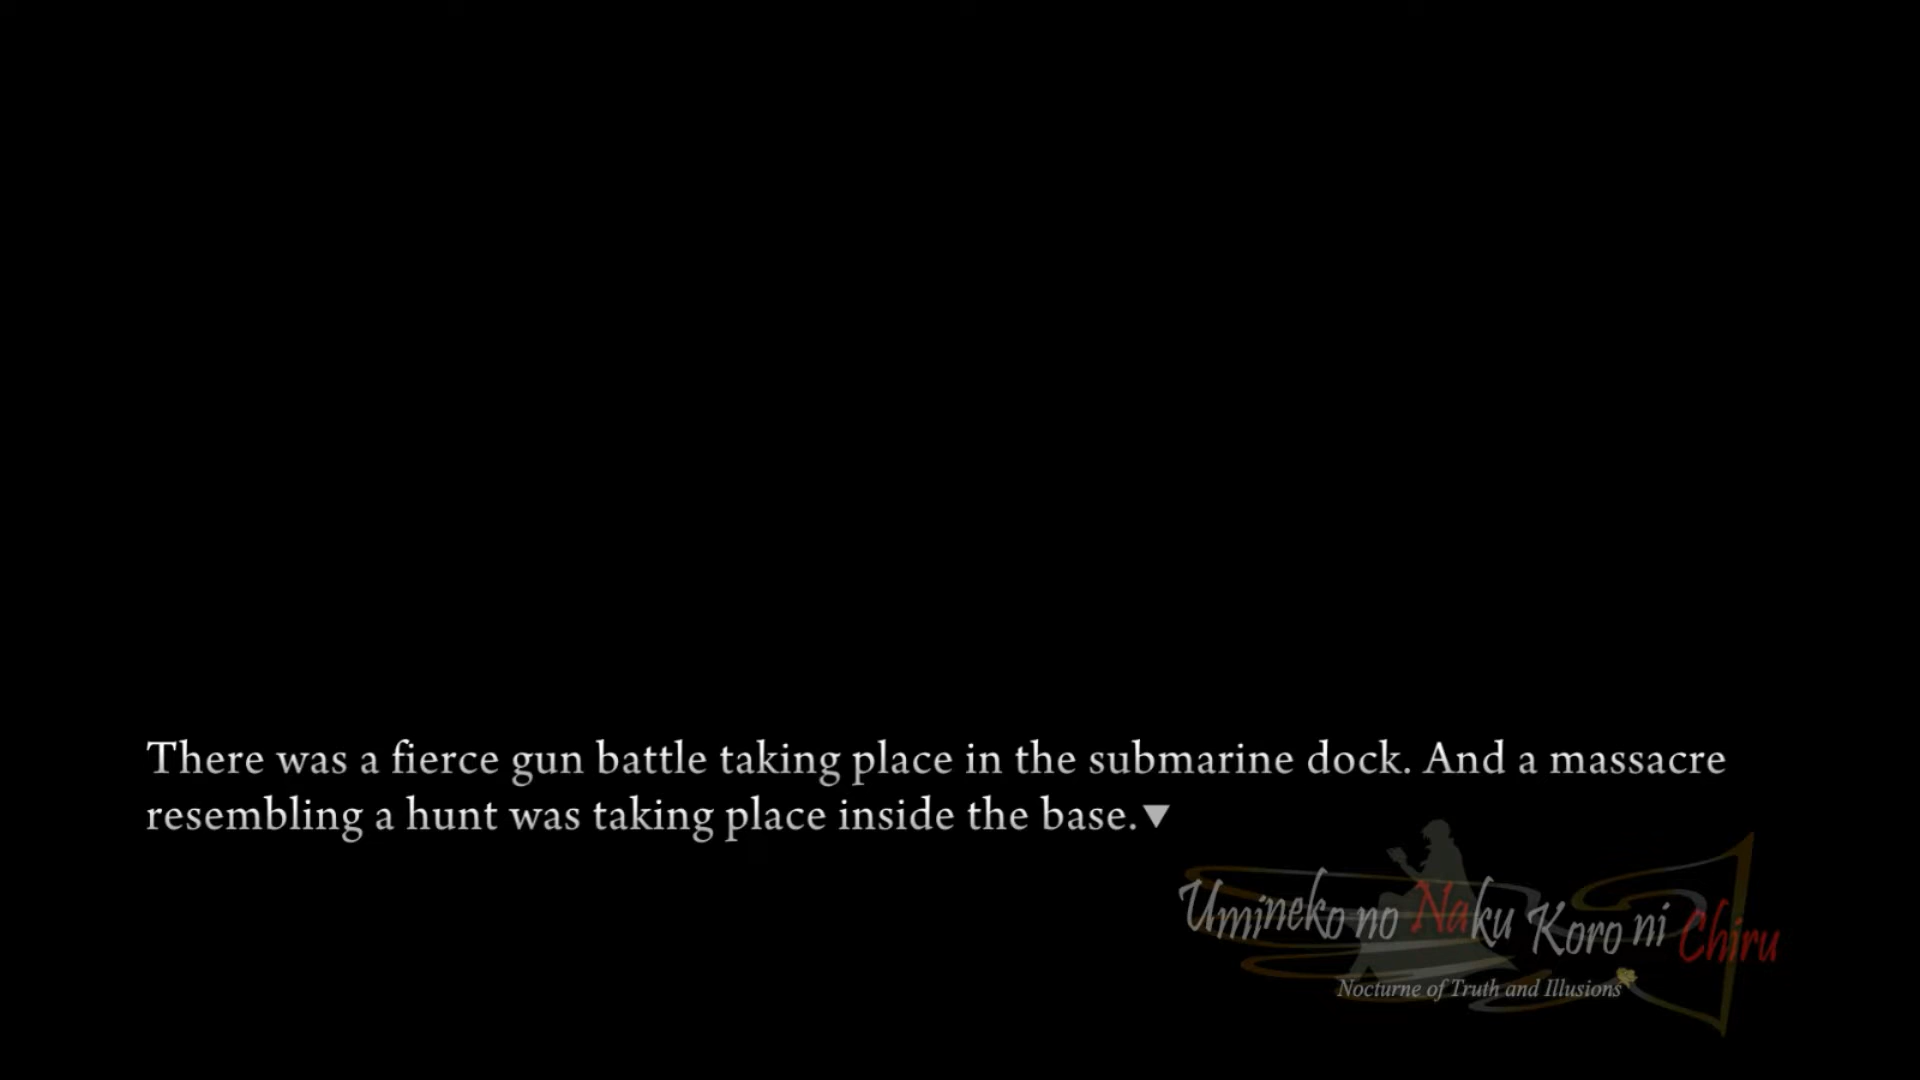 There was a fierce gun battle taking place in the submarine dock. And a massacre
resembling a hunt was taking place inside the base.
Umineko no Naku Koro ni Chiru
Nocturne of Truth and Illusions